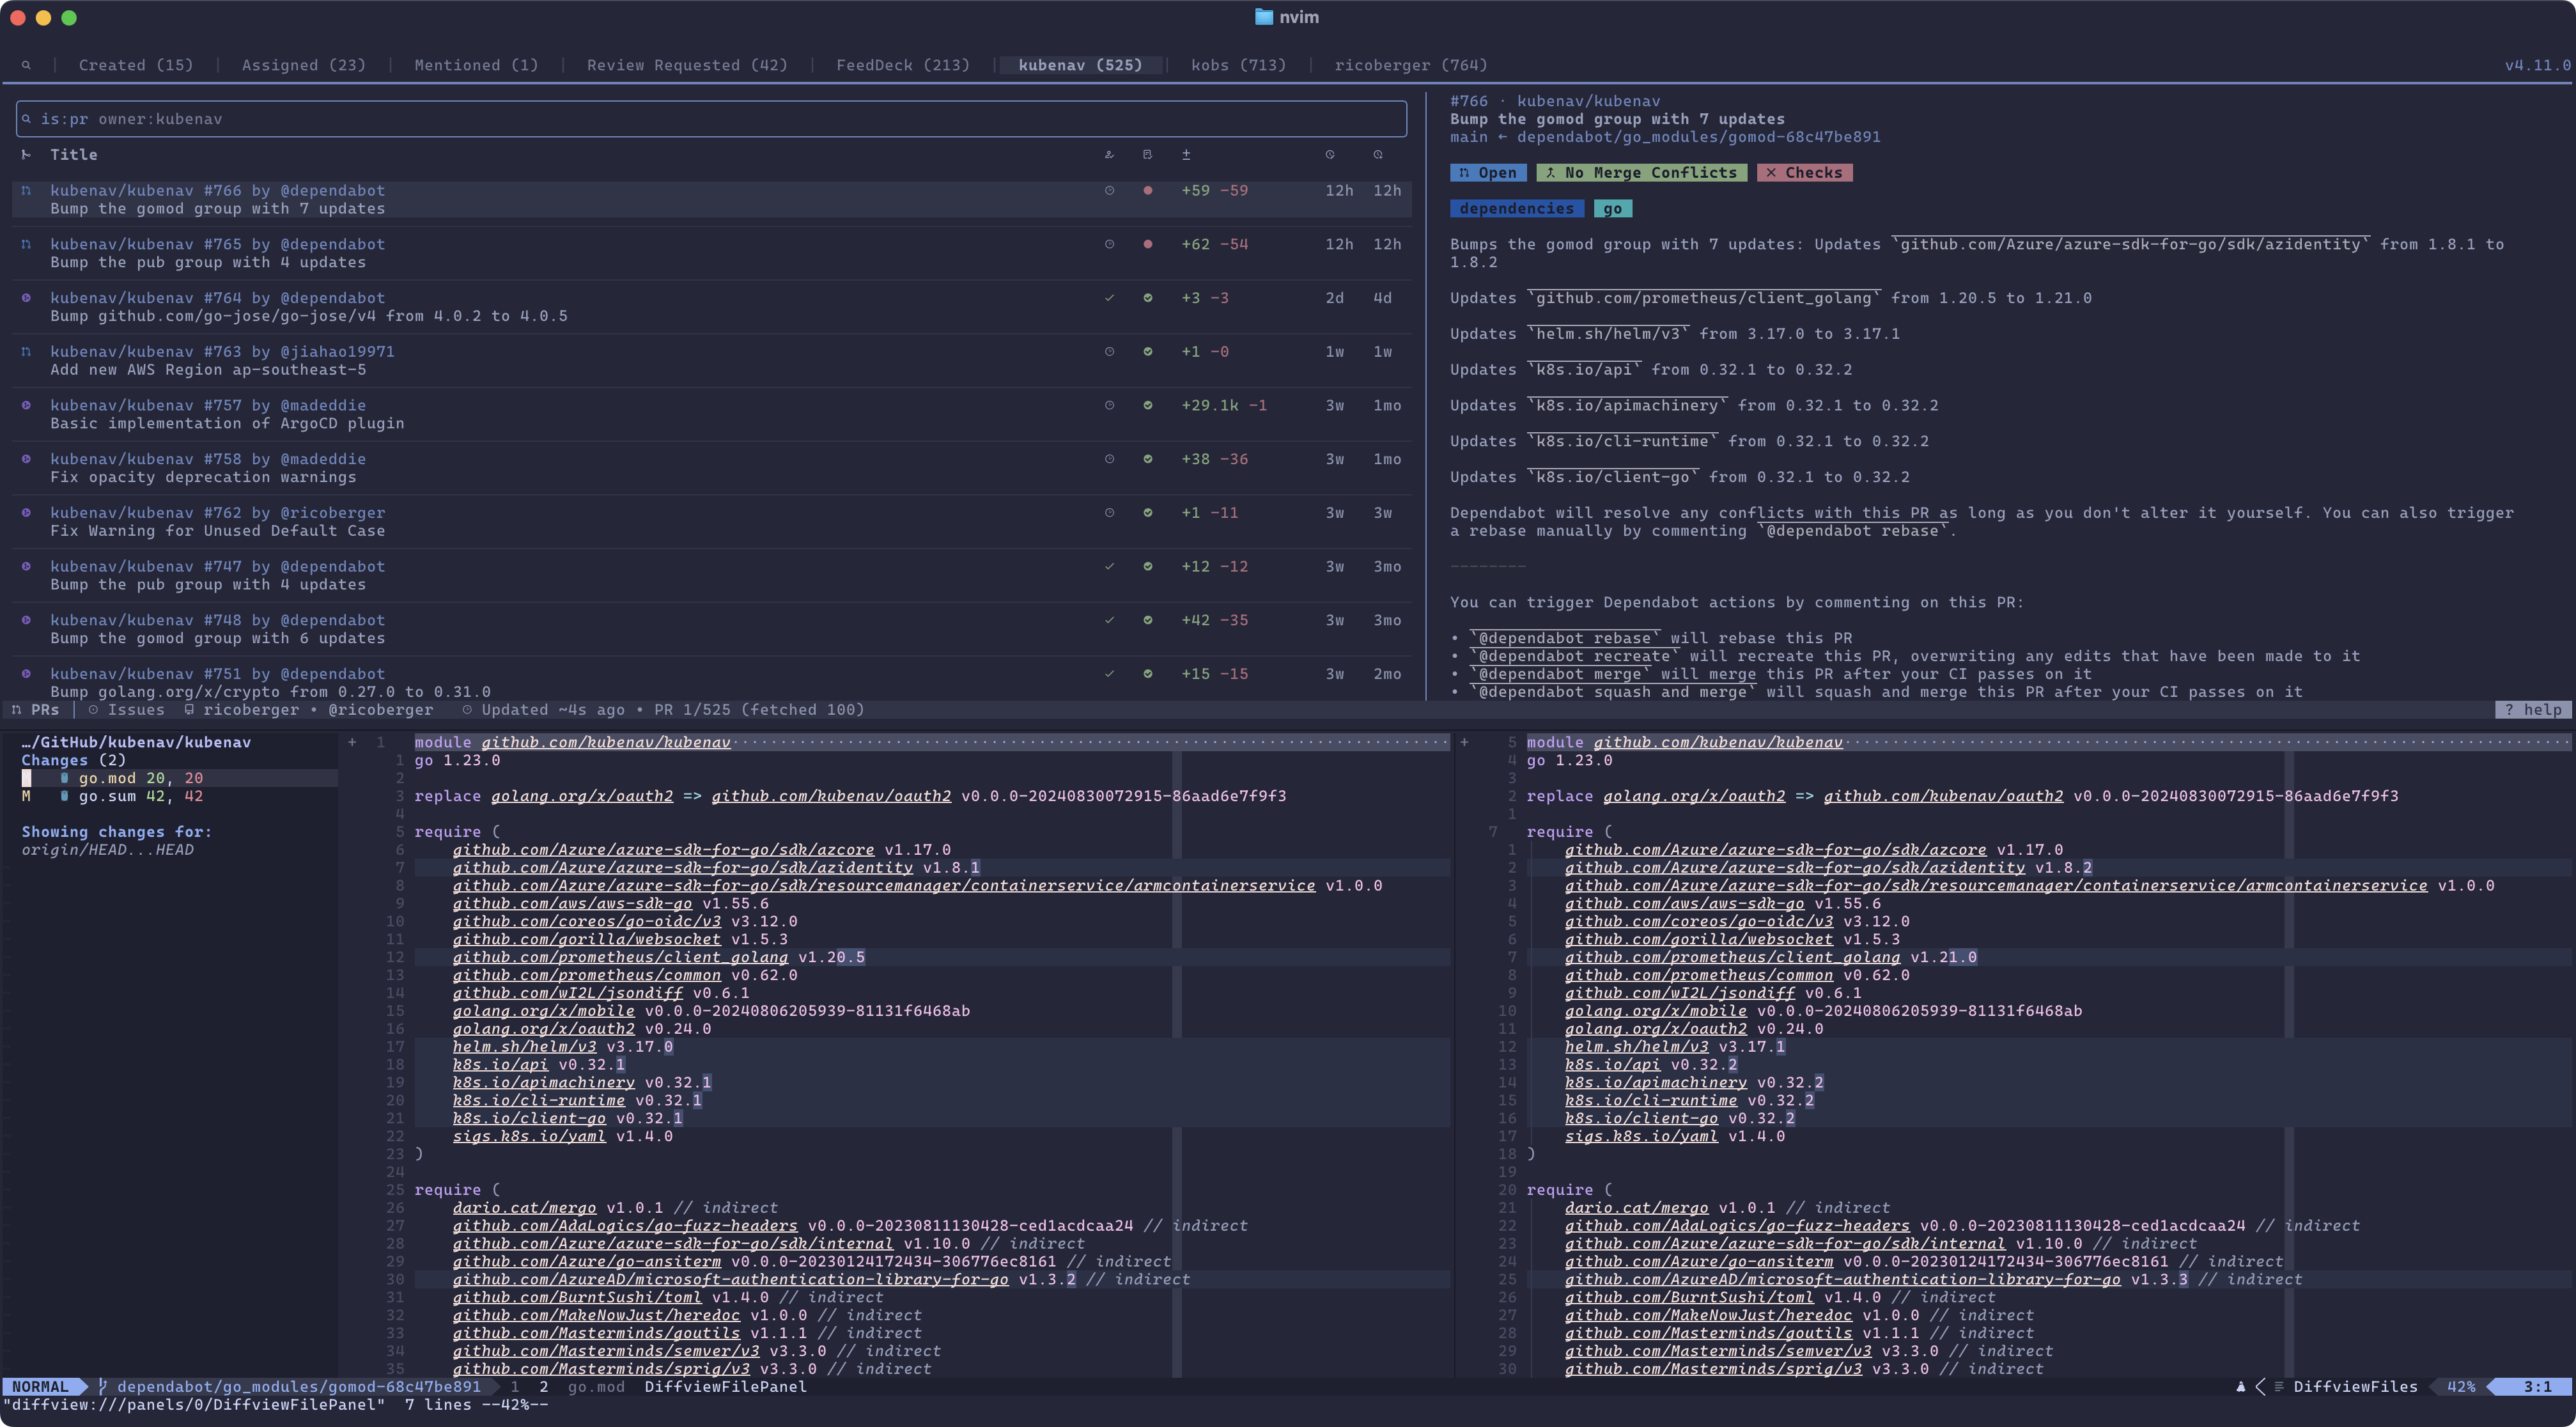 nvim
Created (15) | Assigned (23) | Mentioned (1) | Review Requested (42) | FeedDeck (213) | kubenav (525) | kobs (713) | ricoberger (764) v4.11.0
is:pr owner:kubenav
Title
kubenav/kubenav #766 by @dependabot +59 -59 12h 12h
Bump the gomod group with 7 updates
kubenav/kubenav #765 by @dependabot +62 -54 12h 12h
Bump the pub group with 4 updates
kubenav/kubenav #764 by @dependabot +3 -3 2d 4d
Bump github.com/go-jose/go-jose/v4 from 4.0.2 to 4.0.5
kubenav/kubenav #763 by @jiahao19971 +1 -0 1w 1w
Add new AWS Region ap-southeast-5
kubenav/kubenav #757 by @madeddie +29.1k -1 3w 1mo
Basic implementation of ArgoCD plugin
kubenav/kubenav #758 by @madeddie +38 -36 3w 1mo
Fix opacity deprecation warnings
kubenav/kubenav #762 by @ricoberger +1 -11 3w 3w
Fix Warning for Unused Default Case
kubenav/kubenav #747 by @dependabot +12 -12 3w 3mo
Bump the pub group with 4 updates
kubenav/kubenav #748 by @dependabot +42 -35 3w 3mo
Bump the gomod group with 6 updates
kubenav/kubenav #751 by @dependabot +15 -15 3w 2mo
Bump golang.org/x/crypto from 0.27.0 to 0.31.0
#766 · kubenav/kubenav
Bump the gomod group with 7 updates
main ← dependabot/go_modules/gomod-68c47be891
Open No Merge Conflicts Checks
dependencies go
Bumps the gomod group with 7 updates: Updates `github.com/Azure/azure-sdk-for-go/sdk/azidentity` from 1.8.1 to
1.8.2
Updates `github.com/prometheus/client_golang` from 1.20.5 to 1.21.0
Updates `helm.sh/helm/v3` from 3.17.0 to 3.17.1
Updates `k8s.io/api` from 0.32.1 to 0.32.2
Updates `k8s.io/apimachinery` from 0.32.1 to 0.32.2
Updates `k8s.io/cli-runtime` from 0.32.1 to 0.32.2
Updates `k8s.io/client-go` from 0.32.1 to 0.32.2
Dependabot will resolve any conflicts with this PR as long as you don't alter it yourself. You can also trigger
a rebase manually by commenting `@dependabot rebase`.
--------
You can trigger Dependabot actions by commenting on this PR:
• `@dependabot rebase` will rebase this PR
• `@dependabot recreate` will recreate this PR, overwriting any edits that have been made to it
• `@dependabot merge` will merge this PR after your CI passes on it
• `@dependabot squash and merge` will squash and merge this PR after your CI passes on it
PRs | Issues ricoberger • @ricoberger Updated ~4s ago • PR 1/525 (fetched 100) ? help
…/GitHub/kubenav/kubenav
Changes (2)
go.mod 20, 20
M go.sum 42, 42
Showing changes for:
origin/HEAD...HEAD
+ 1 module github.com/kubenav/kubenav
1 go 1.23.0
2
3 replace golang.org/x/oauth2 => github.com/kubenav/oauth2 v0.0.0-20240830072915-86aad6e7f9f3
4
5 require (
6 github.com/Azure/azure-sdk-for-go/sdk/azcore v1.17.0
7 github.com/Azure/azure-sdk-for-go/sdk/azidentity v1.8.1
8 github.com/Azure/azure-sdk-for-go/sdk/resourcemanager/containerservice/armcontainerservice v1.0.0
9 github.com/aws/aws-sdk-go v1.55.6
10 github.com/coreos/go-oidc/v3 v3.12.0
11 github.com/gorilla/websocket v1.5.3
12 github.com/prometheus/client_golang v1.20.5
13 github.com/prometheus/common v0.62.0
14 github.com/wI2L/jsondiff v0.6.1
15 golang.org/x/mobile v0.0.0-20240806205939-81131f6468ab
16 golang.org/x/oauth2 v0.24.0
17 helm.sh/helm/v3 v3.17.0
18 k8s.io/api v0.32.1
19 k8s.io/apimachinery v0.32.1
20 k8s.io/cli-runtime v0.32.1
21 k8s.io/client-go v0.32.1
22 sigs.k8s.io/yaml v1.4.0
23 )
24
25 require (
26 dario.cat/mergo v1.0.1 // indirect
27 github.com/AdaLogics/go-fuzz-headers v0.0.0-20230811130428-ced1acdcaa24 // indirect
28 github.com/Azure/azure-sdk-for-go/sdk/internal v1.10.0 // indirect
29 github.com/Azure/go-ansiterm v0.0.0-20230124172434-306776ec8161 // indirect
30 github.com/AzureAD/microsoft-authentication-library-for-go v1.3.2 // indirect
31 github.com/BurntSushi/toml v1.4.0 // indirect
32 github.com/MakeNowJust/heredoc v1.0.0 // indirect
33 github.com/Masterminds/goutils v1.1.1 // indirect
34 github.com/Masterminds/semver/v3 v3.3.0 // indirect
35 github.com/Masterminds/sprig/v3 v3.3.0 // indirect
+ 5 module github.com/kubenav/kubenav
4 go 1.23.0
3
2 replace golang.org/x/oauth2 => github.com/kubenav/oauth2 v0.0.0-20240830072915-86aad6e7f9f3
1
7 require (
1 github.com/Azure/azure-sdk-for-go/sdk/azcore v1.17.0
2 github.com/Azure/azure-sdk-for-go/sdk/azidentity v1.8.2
3 github.com/Azure/azure-sdk-for-go/sdk/resourcemanager/containerservice/armcontainerservice v1.0.0
4 github.com/aws/aws-sdk-go v1.55.6
5 github.com/coreos/go-oidc/v3 v3.12.0
6 github.com/gorilla/websocket v1.5.3
7 github.com/prometheus/client_golang v1.21.0
8 github.com/prometheus/common v0.62.0
9 github.com/wI2L/jsondiff v0.6.1
10 golang.org/x/mobile v0.0.0-20240806205939-81131f6468ab
11 golang.org/x/oauth2 v0.24.0
12 helm.sh/helm/v3 v3.17.1
13 k8s.io/api v0.32.2
14 k8s.io/apimachinery v0.32.2
15 k8s.io/cli-runtime v0.32.2
16 k8s.io/client-go v0.32.2
17 sigs.k8s.io/yaml v1.4.0
18 )
19
20 require (
21 dario.cat/mergo v1.0.1 // indirect
22 github.com/AdaLogics/go-fuzz-headers v0.0.0-20230811130428-ced1acdcaa24 // indirect
23 github.com/Azure/azure-sdk-for-go/sdk/internal v1.10.0 // indirect
24 github.com/Azure/go-ansiterm v0.0.0-20230124172434-306776ec8161 // indirect
25 github.com/AzureAD/microsoft-authentication-library-for-go v1.3.3 // indirect
26 github.com/BurntSushi/toml v1.4.0 // indirect
27 github.com/MakeNowJust/heredoc v1.0.0 // indirect
28 github.com/Masterminds/goutils v1.1.1 // indirect
29 github.com/Masterminds/semver/v3 v3.3.0 // indirect
30 github.com/Masterminds/sprig/v3 v3.3.0 // indirect
NORMAL dependabot/go_modules/gomod-68c47be891 1 2 go.mod DiffviewFilePanel DiffviewFiles 42% 3:1
"diffview:///panels/0/DiffviewFilePanel" 7 lines --42%--